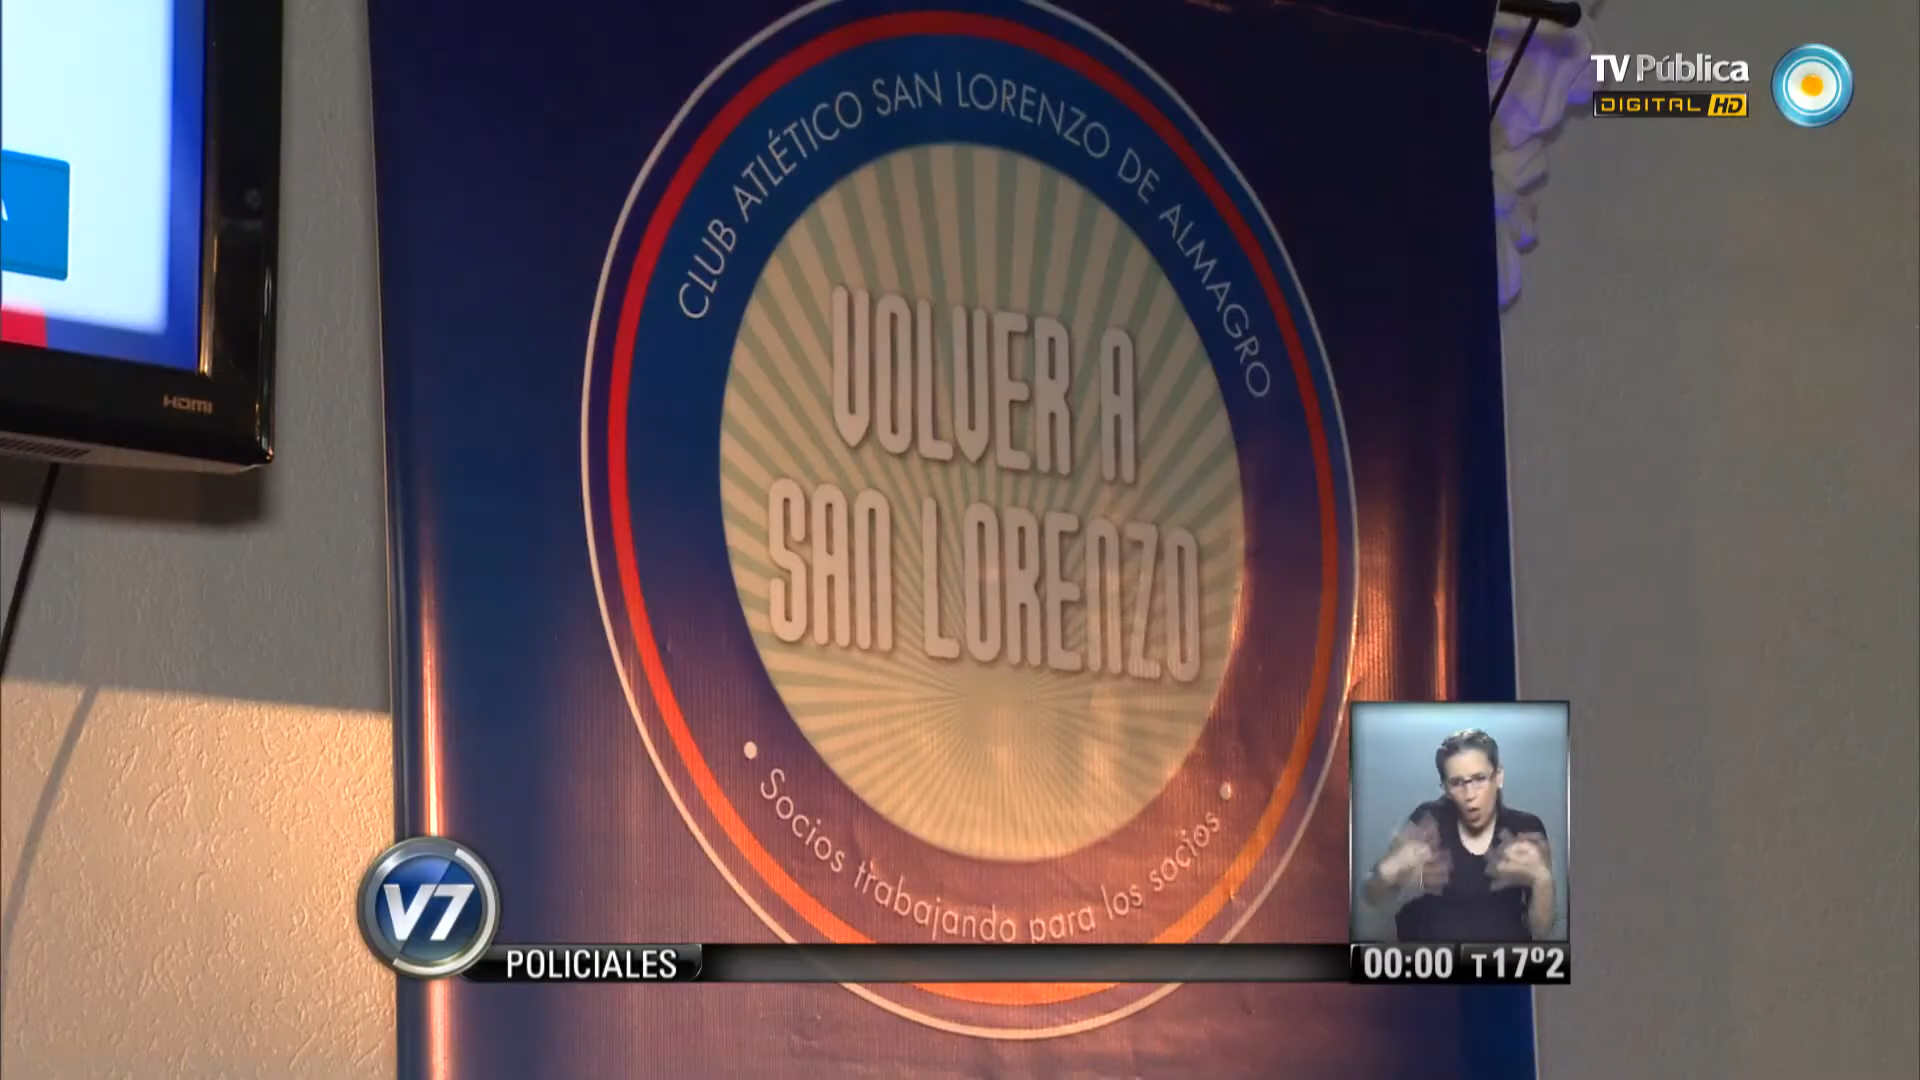 TV Pública
DIGITAL HD
A
HDMI
CLUB ATLÉTICO SAN LORENZO DE ALMAGRO
VOLVER A
SAN LORENZO
• Socios trabajando para los socios •
V7
POLICIALES
00:00 T17º2